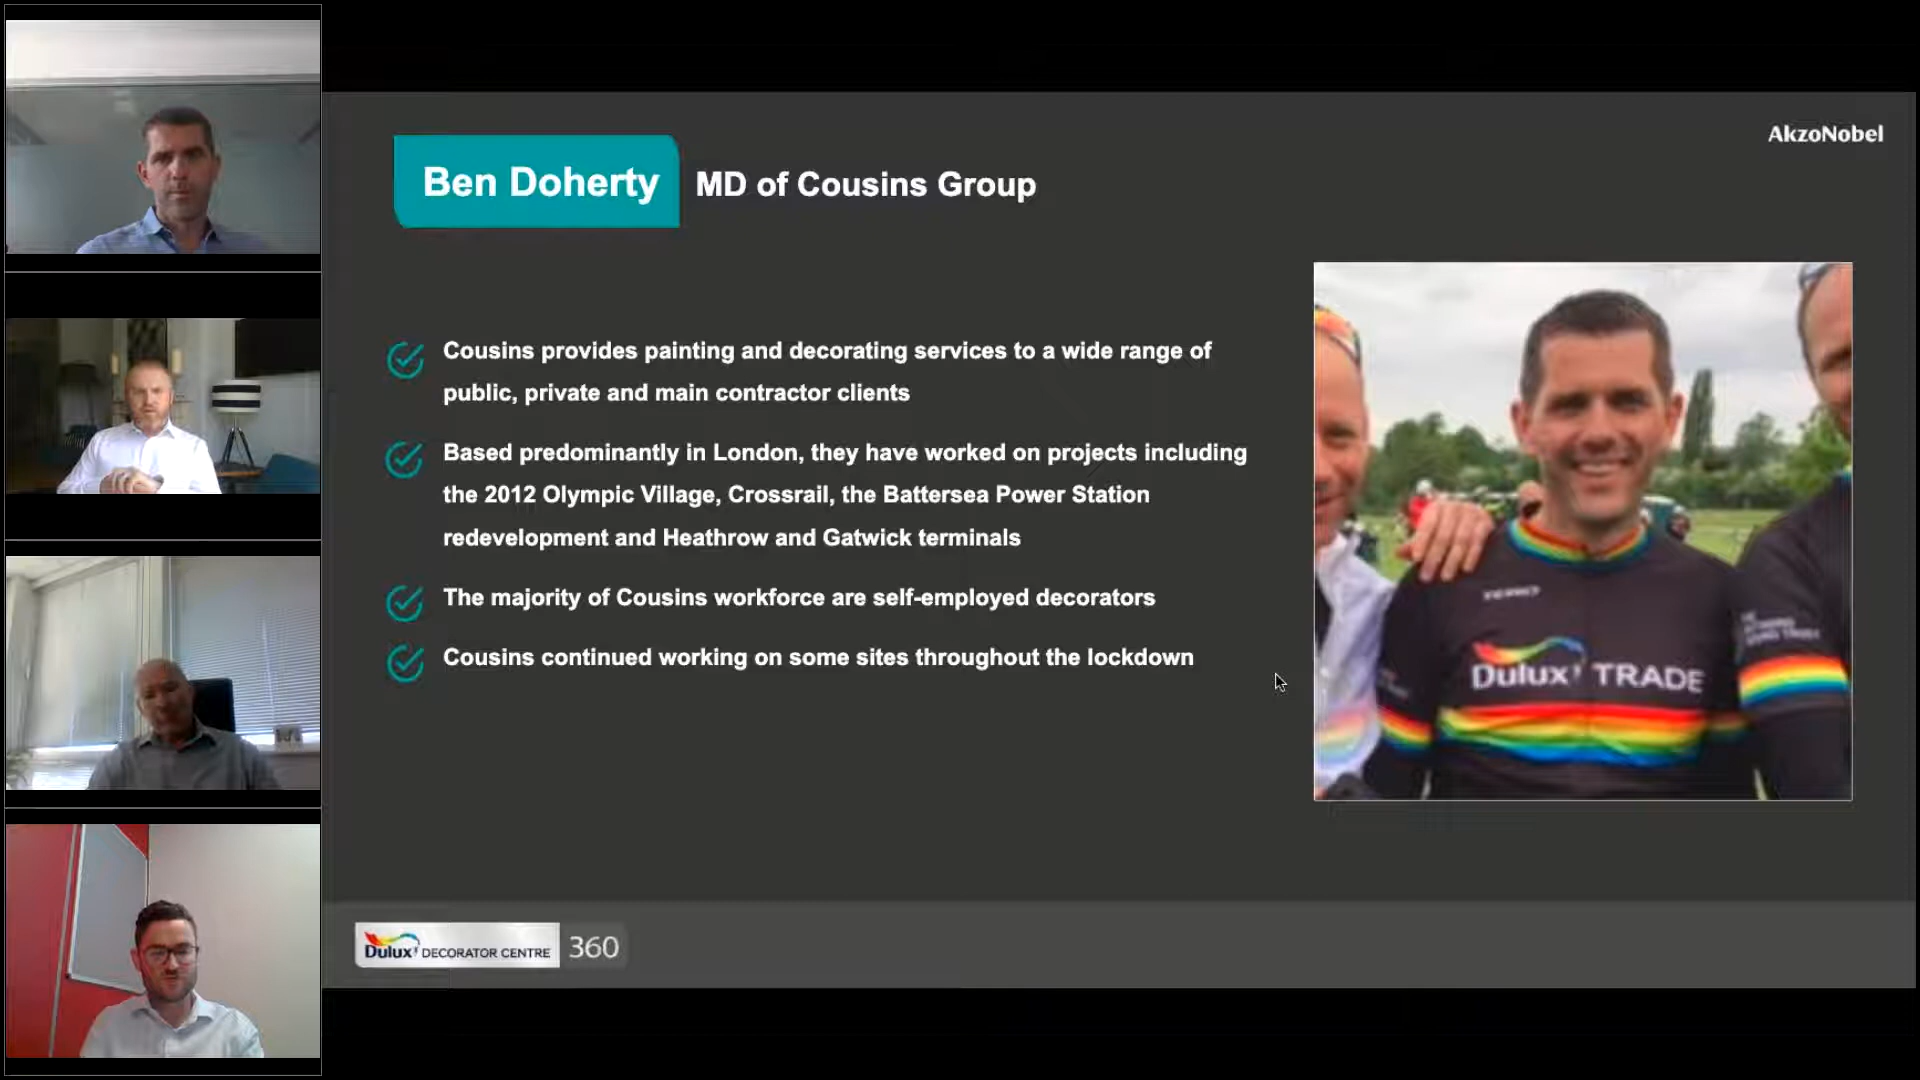 AkzoNobel
Ben Doherty MD of Cousins Group
Cousins provides painting and decorating services to a wide range of
public, private and main contractor clients
Based predominantly in London, they have worked on projects including
the 2012 Olympic Village, Crossrail, the Battersea Power Station
redevelopment and Heathrow and Gatwick terminals
The majority of Cousins workforce are self-employed decorators
Cousins continued working on some sites throughout the lockdown
Dulux TRADE
Dulux DECORATOR CENTRE 360